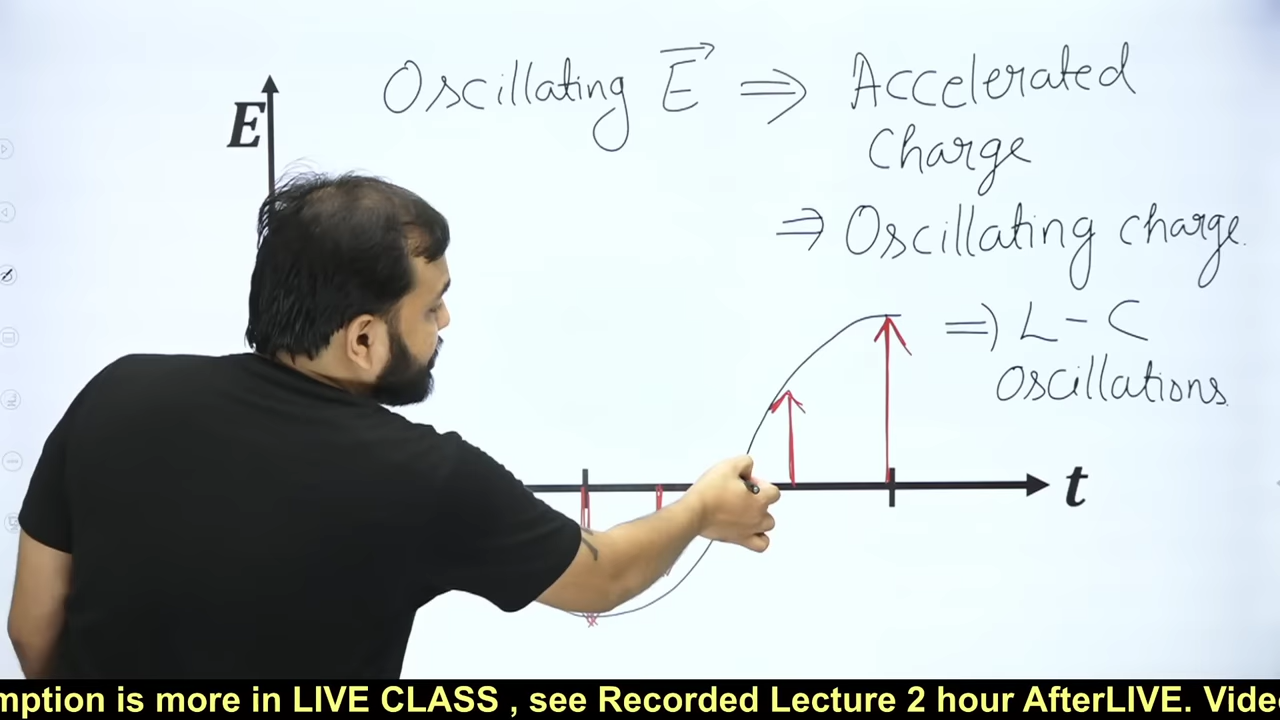 Oscillating E ⇒ Accelerated
charge
⇒ Oscillating charge.
⇒ L-C
Oscillations
E
t
mption is more in LIVE CLASS , see Recorded Lecture 2 hour AfterLIVE. Vide